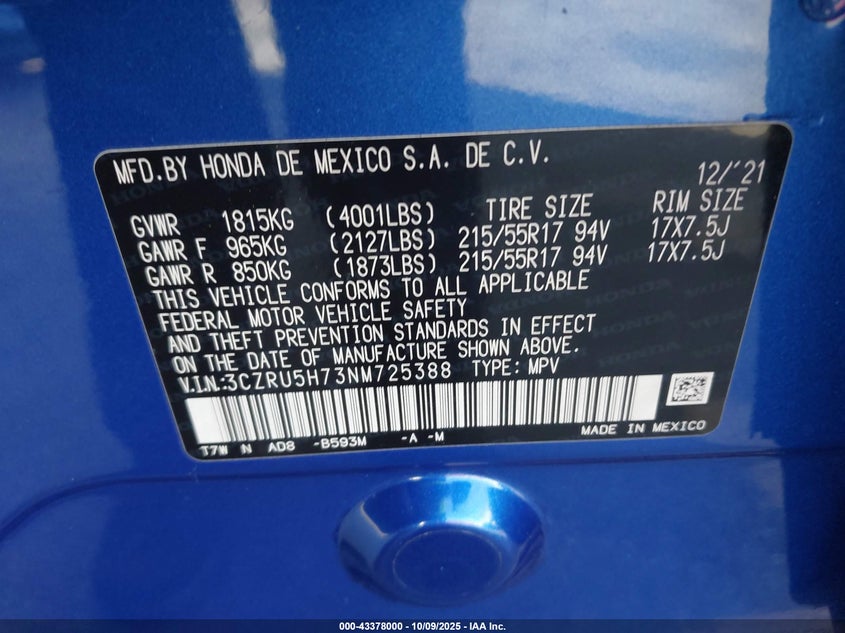 MFD.BY HONDA DE MEXICO S.A. DE C.V. 12/'21
GVWR 1815KG (4001LBS) TIRE SIZE RIM SIZE
GAWR F 965KG (2127LBS) 215/55R17 94V 17X7.5J
GAWR R 850KG (1873LBS) 215/55R17 94V 17X7.5J
THIS VEHICLE CONFORMS TO ALL APPLICABLE
FEDERAL MOTOR VEHICLE SAFETY
AND THEFT PREVENTION STANDARDS IN EFFECT
ON THE DATE OF MANUFACTURE SHOWN ABOVE.
V.I.N:3CZRU5H73NM725388 TYPE: MPV
T7W N AD8 -B593M -A -M MADE IN MEXICO
000-43378000 - 10/09/2025 - IAA Inc.